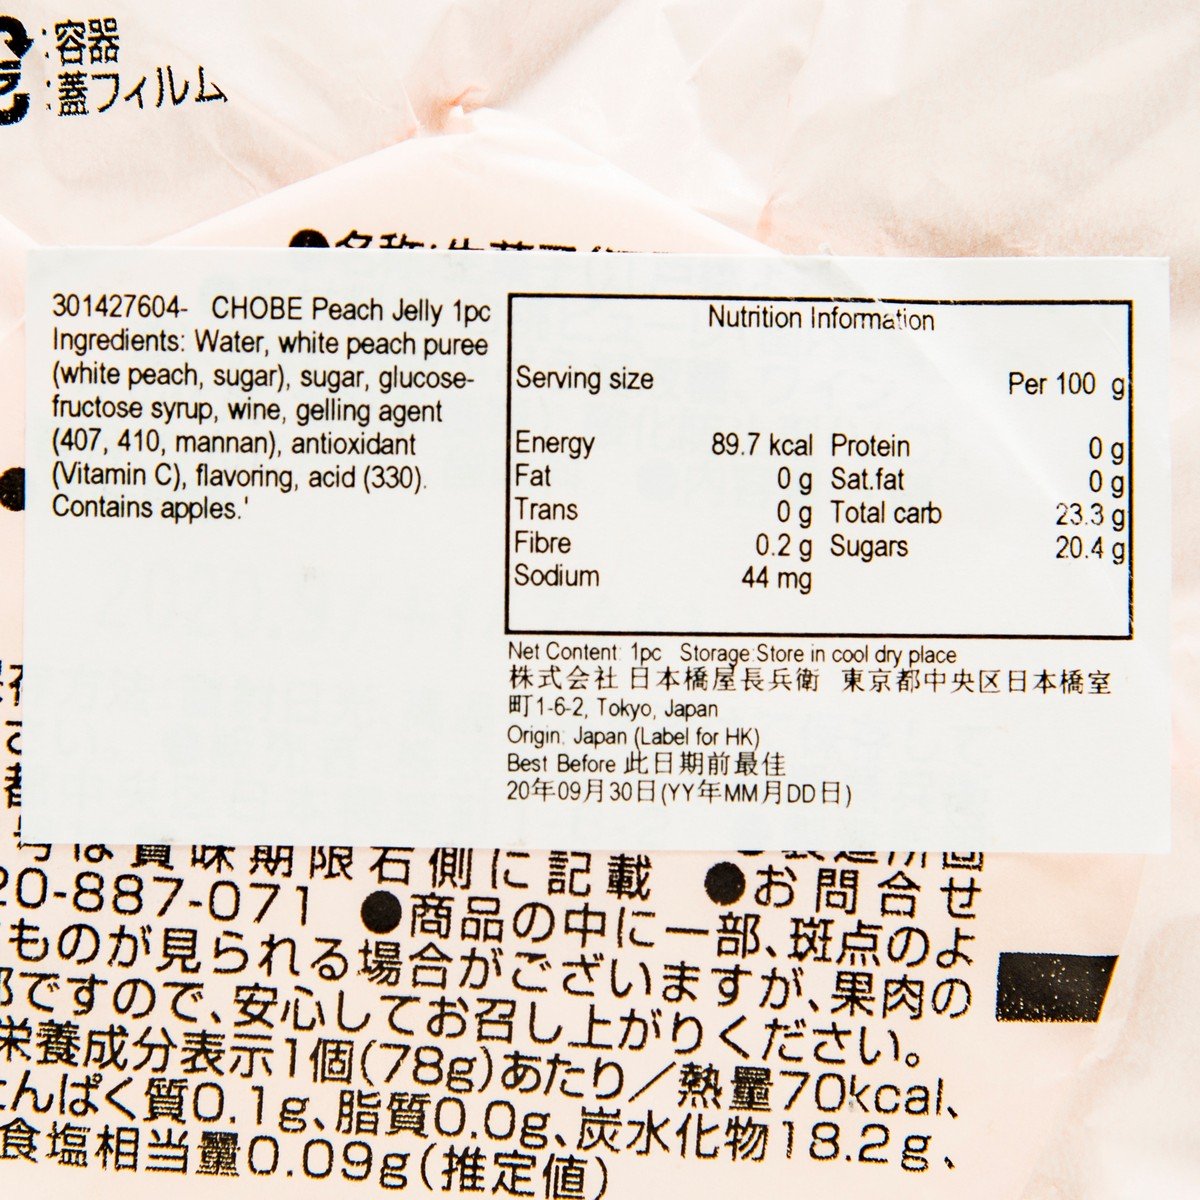 :容器
:蓋フィルム
301427604- CHOBE Peach Jelly 1pc
Ingredients: Water, white peach puree
(white peach, sugar), sugar, glucose-
fructose syrup, wine, gelling agent
(407, 410, mannan), antioxidant
(Vitamin C), flavoring, acid (330).
Contains apples.'
Nutrition Information
Serving size Per 100 g
Energy 89.7 kcal Protein 0 g
Fat 0 g Sat.fat 0 g
Trans 0 g Total carb 23.3 g
Fibre 0.2 g Sugars 20.4 g
Sodium 44 mg
Net Content: 1pc Storage:Store in cool dry place
株式会社 日本橋屋長兵衛 東京都中央区日本橋室
町1-6-2, Tokyo, Japan
Origin: Japan (Label for HK)
Best Before 此日期前最佳
20年09月30日(YY年MM月DD日)
は賞味期限右側に記載
20-887-071 ●商品の中に一部、斑点のよ
●お問合せ
ものが見られる場合がございますが、果肉の
ですので、安心してお召し上がりください。
栄養成分表示1個(78g)あたり/熱量70kcal、
たんぱく質0.1g、脂質0.0g、炭水化物18.2g、
食塩相当量0.09g(推定値)